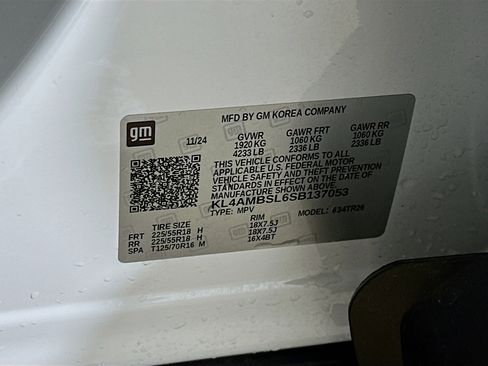 MFD BY GM KOREA COMPANY
gm
11/24 GVWR GAWR FRT GAWR RR
1920 KG 1060 KG 1060 KG
4233 LB 2336 LB 2336 LB
THIS VEHICLE CONFORMS TO ALL
APPLICABLE U.S. FEDERAL MOTOR
VEHICLE SAFETY AND THEFT PREVENTION
STANDARDS IN EFFECT ON THE DATE OF
MANUFACTURE SHOWN ABOVE.
KL4AMBSL6SB137053
TYPE: MPV MODEL: 634TR26
TIRE SIZE RIM
FRT 225/55R18 H 18X7.5J
RR 225/55R18 H 18X7.5J
SPA T125/70R16 M 16X4BT